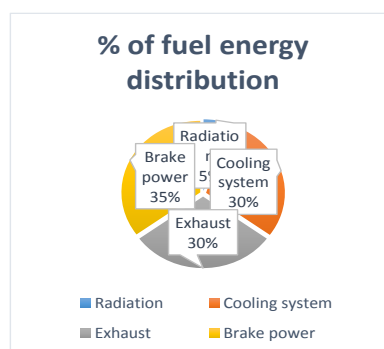 % of fuel energy
distribution
Radiatio
n
5%
Brake
power
35%
Cooling
system
30%
Exhaust
30%
Radiation
Cooling system
Exhaust
Brake power